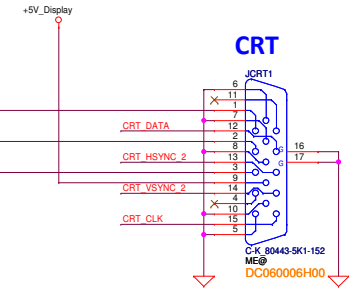 +5V_Display
CRT
JCRT1
6
11
1
7
CRT_DATA 12
2
8 G 16
CRT_HSYNC_2 13 G 17
3
9
CRT_VSYNC_2 14
4
10
CRT_CLK 15
5
C-K_80443-5K1-152
ME@
DC060006H00